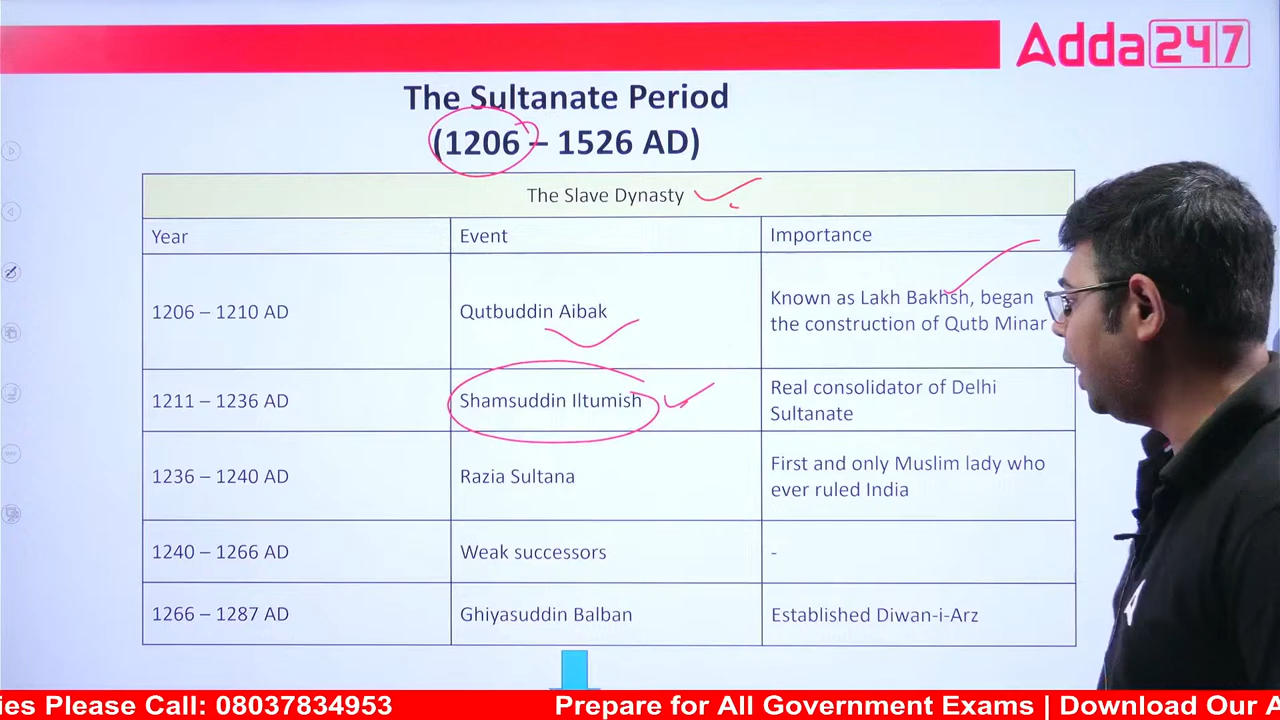 Adda247
The Sultanate Period
(1206 – 1526 AD)
The Slave Dynasty
Year
Event
Importance
1206 – 1210 AD
Qutbuddin Aibak
Known as Lakh Bakhsh, began
the construction of Qutb Minar
1211 – 1236 AD
Shamsuddin Iltumish
Real consolidator of Delhi
Sultanate
1236 – 1240 AD
Razia Sultana
First and only Muslim lady who
ever ruled India
1240 – 1266 AD
Weak successors
-
1266 – 1287 AD
Ghiyasuddin Balban
Established Diwan-i-Arz
ies Please Call: 08037834953
Prepare for All Government Exams | Download Our A